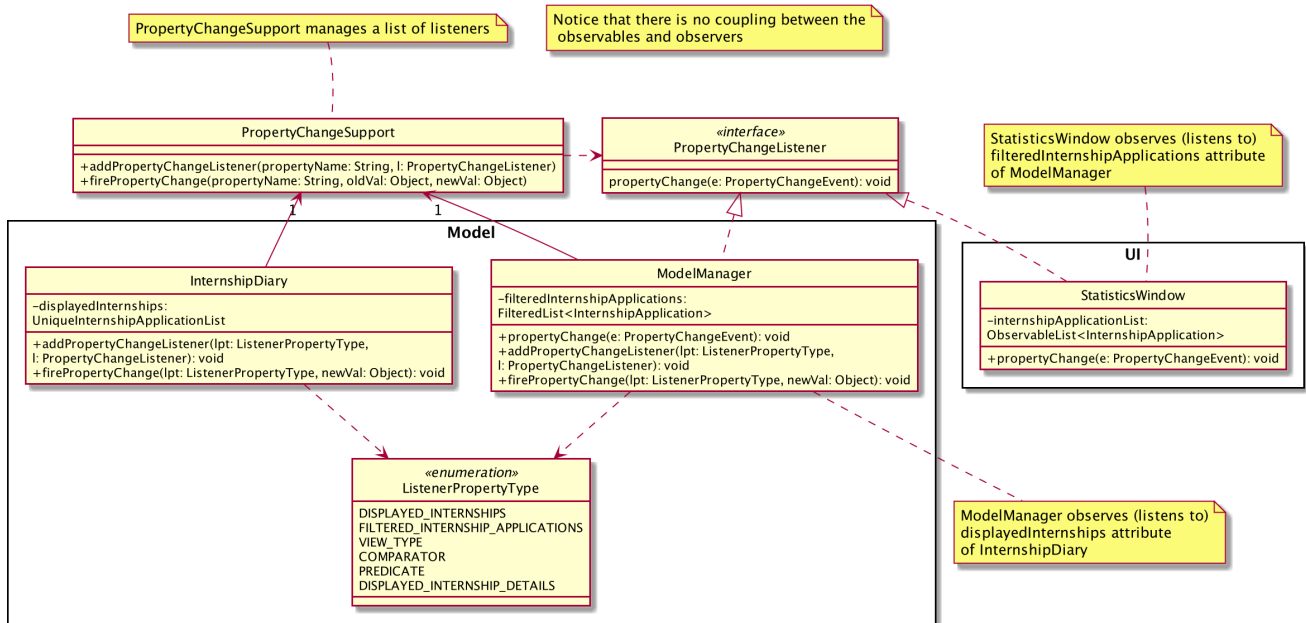 PropertyChangeSupport manages a list of listeners
Notice that there is no coupling between the
observables and observers
PropertyChangeSupport
+addPropertyChangeListener(propertyName: String, l: PropertyChangeListener)
+firePropertyChange(propertyName: String, oldVal: Object, newVal: Object)
«interface»
PropertyChangeListener
propertyChange(e: PropertyChangeEvent): void
StatisticsWindow observes (listens to)
filteredInternshipApplications attribute
of ModelManager
1
1
Model
InternshipDiary
–displayedInternships:
UniqueInternshipApplicationList
+addPropertyChangeListener(lpt: ListenerPropertyType,
l: PropertyChangeListener): void
+firePropertyChange(lpt: ListenerPropertyType, newVal: Object): void
ModelManager
–filteredInternshipApplications:
FilteredList<InternshipApplication>
+propertyChange(e: PropertyChangeEvent): void
+addPropertyChangeListener(lpt: ListenerPropertyType,
l: PropertyChangeListener): void
+firePropertyChange(lpt: ListenerPropertyType, newVal: Object): void
UI
StatisticsWindow
–internshipApplicationList:
ObservableList<InternshipApplication>
+propertyChange(e: PropertyChangeEvent): void
«enumeration»
ListenerPropertyType
DISPLAYED_INTERNSHIPS
FILTERED_INTERNSHIP_APPLICATIONS
VIEW_TYPE
COMPARATOR
PREDICATE
DISPLAYED_INTERNSHIP_DETAILS
ModelManager observes (listens to)
displayedInternships attribute
of InternshipDiary